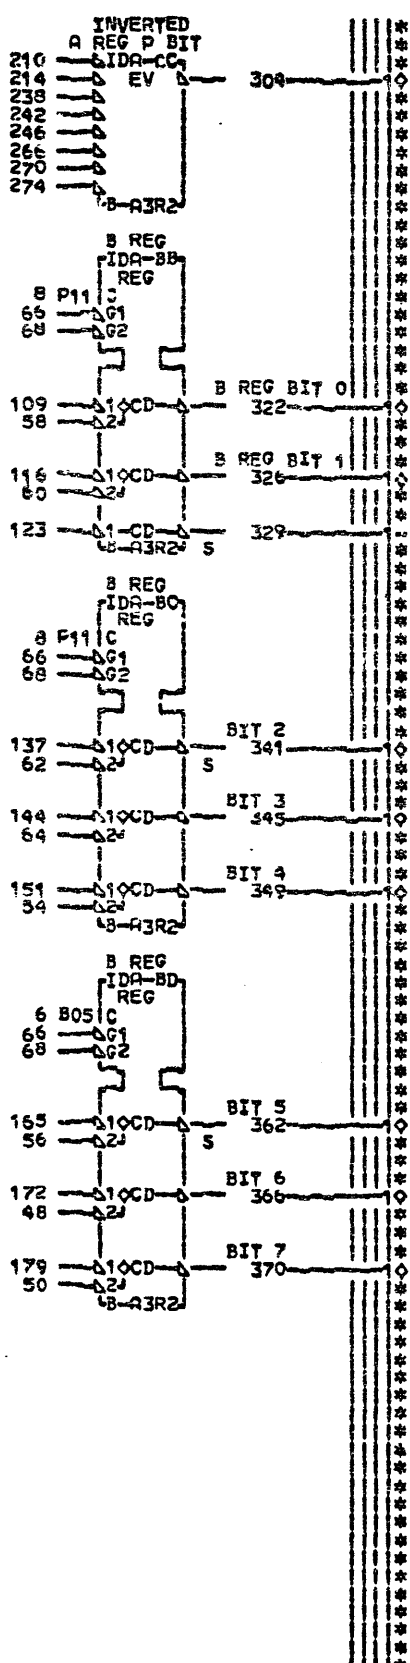 INVERTED
A REG P BIT
210 IDA-CC
214 EV 304
238
242
246
266
270
274
B-A3R2
B REG
IDA-BB
REG
8 P11 C
66 G1
68 G2
B REG BIT 0
109 1 CD 322
58 2
B REG BIT 1
116 1 CD 326
60 2
123 1 CD 329
B-A3R2 S
B REG
IDA-BC
REG
8 P11 C
66 G1
68 G2
BIT 2
137 1 CD 341
62 2 S
BIT 3
144 1 CD 345
64 2
BIT 4
151 1 CD 349
54 2
B-A3R2
B REG
IDA-BD
REG
6 B05 C
66 G1
68 G2
BIT 5
165 1 CD 362
56 2 S
BIT 6
172 1 CD 366
48 2
BIT 7
179 1 CD 370
50 2
B-A3R2